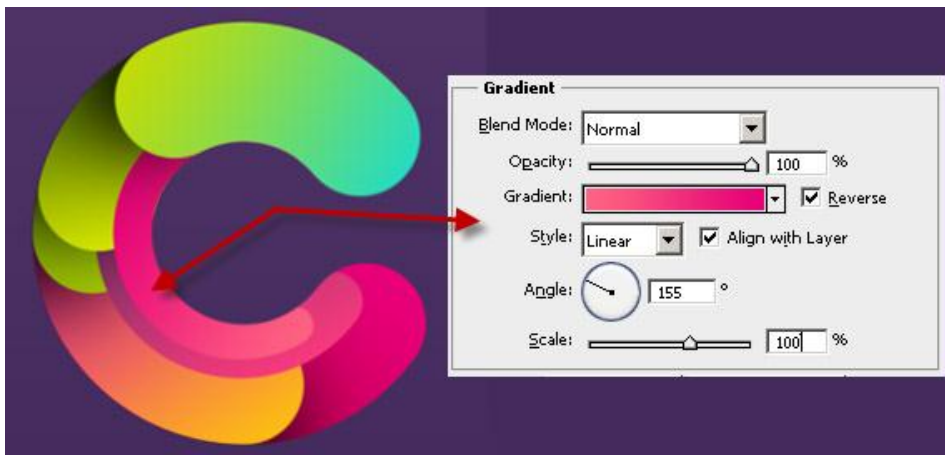 Gradient
Blend Mode: Normal
Opacity: 100 %
Gradient: Reverse
Style: Linear Align with Layer
Angle: 155 °
Scale: 100 %